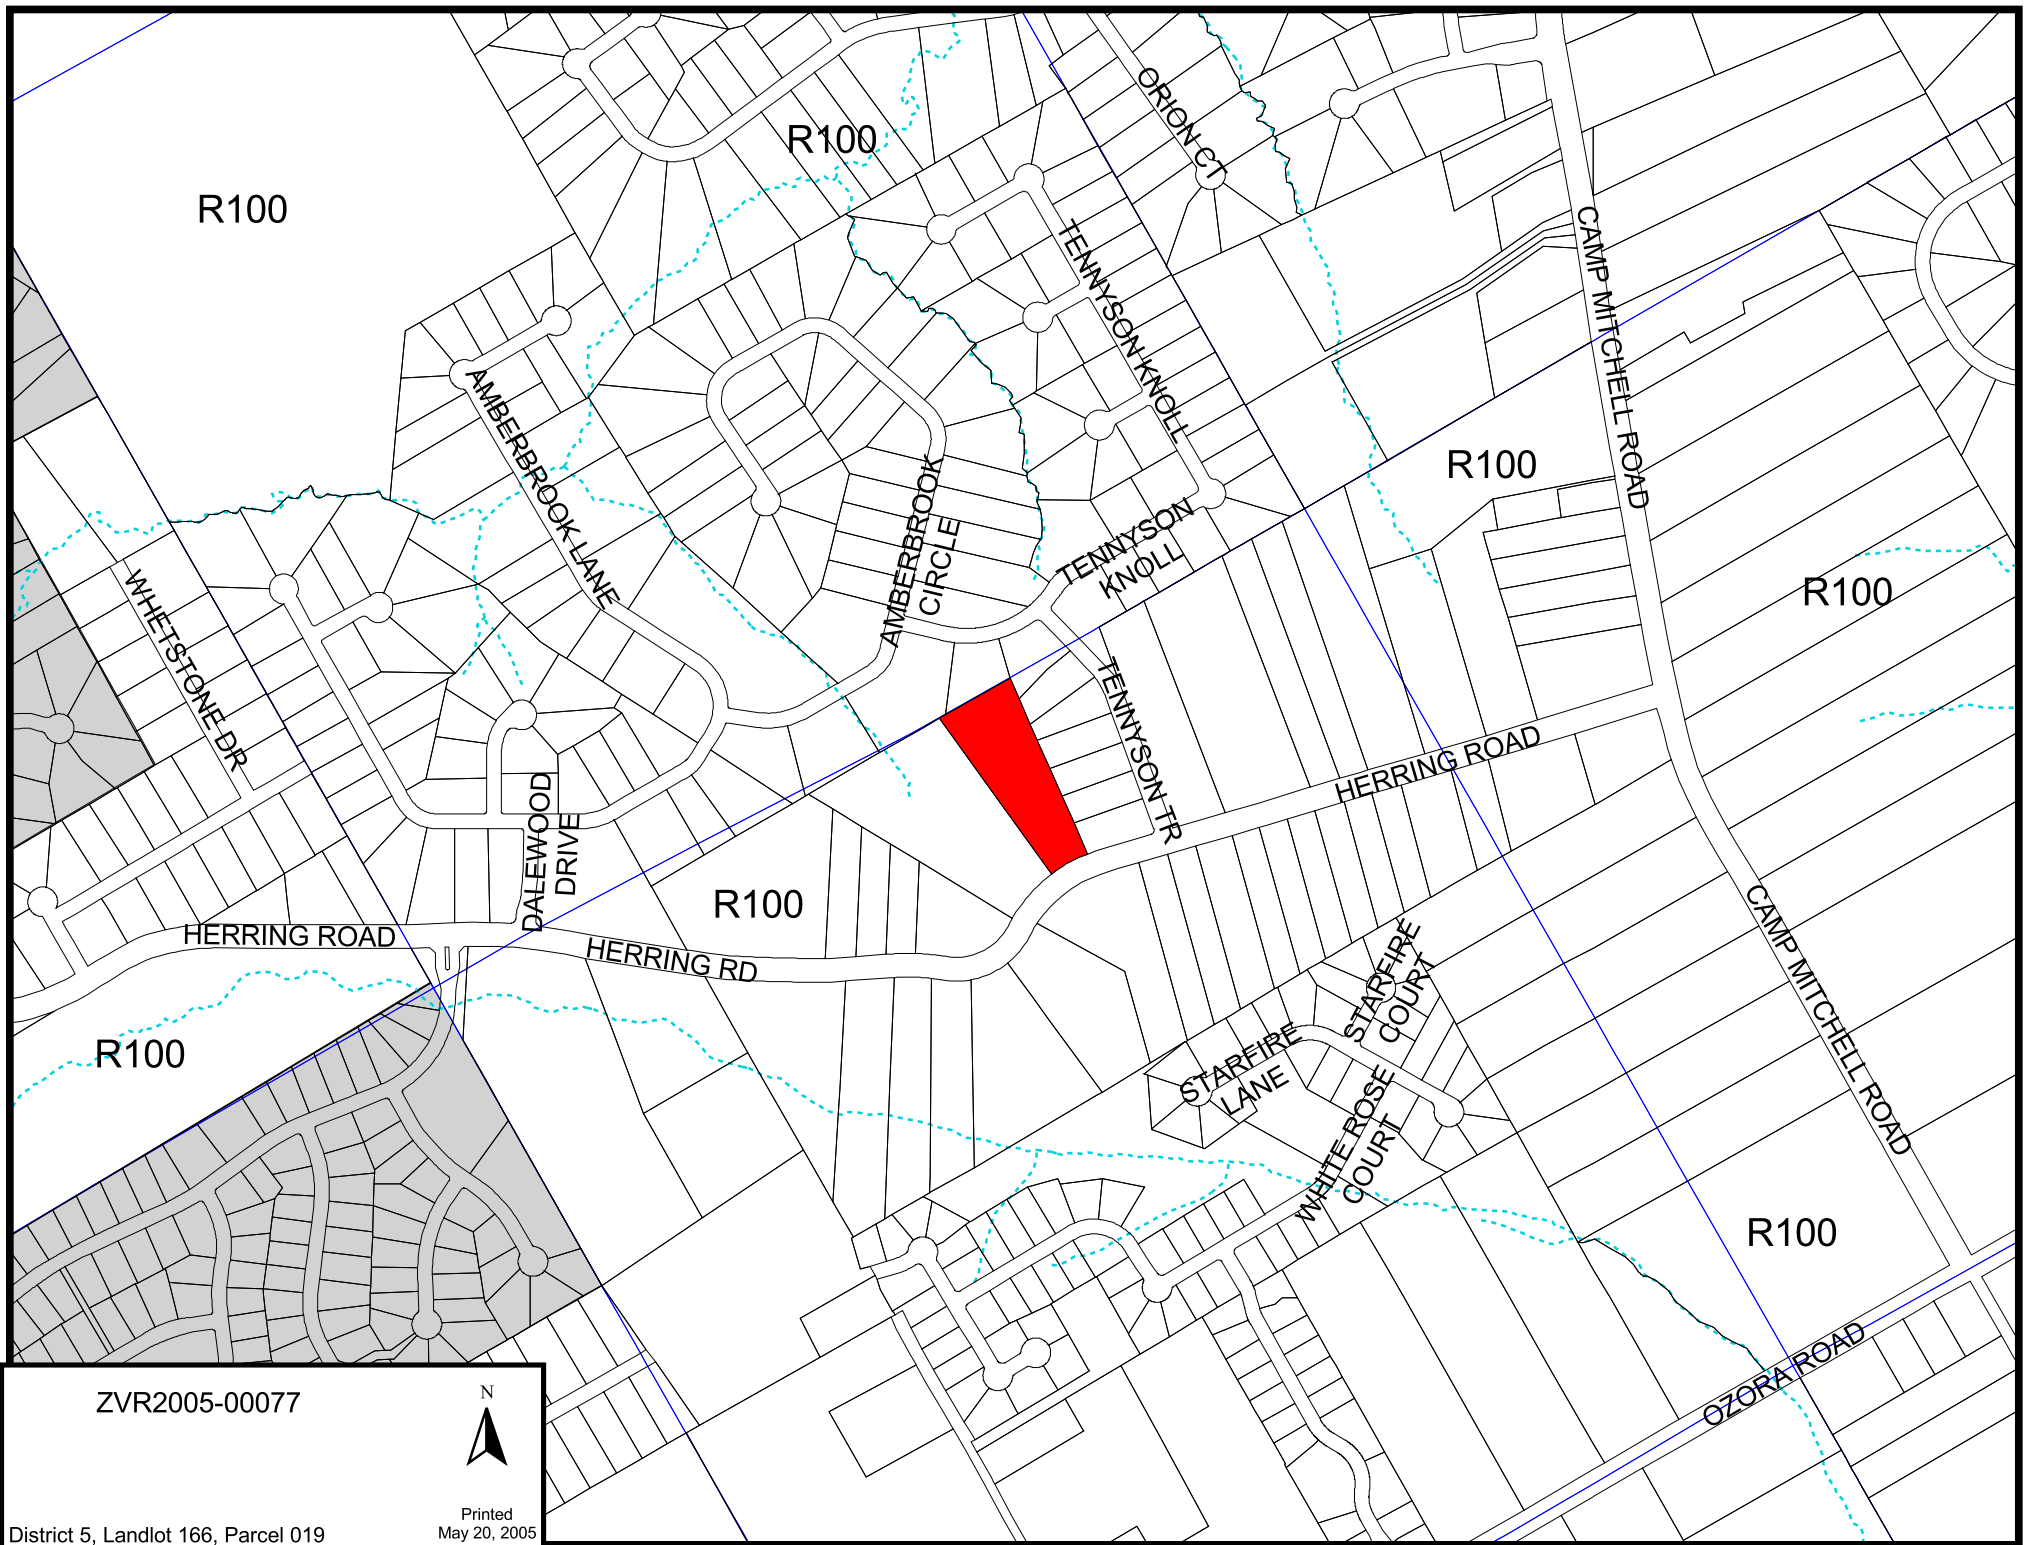 R100
R100
ORION CT
TENNYSON KNOLL
CAMP MITCHELL ROAD
AMBERBROOK LANE
AMBERBROOK
CIRCLE
TENNYSON
KNOLL
R100
R100
WHETSTONE DR
TENNYSON TR
HERRING ROAD
DALEWOOD
DRIVE
R100
HERRING ROAD
HERRING RD
CAMP MITCHELL ROAD
STARFIRE
COURT
R100
STARFIRE
LANE
WHITE ROSE
COURT
R100
OZORA ROAD
ZVR2005-00077
N
Printed
May 20, 2005
District 5, Landlot 166, Parcel 019